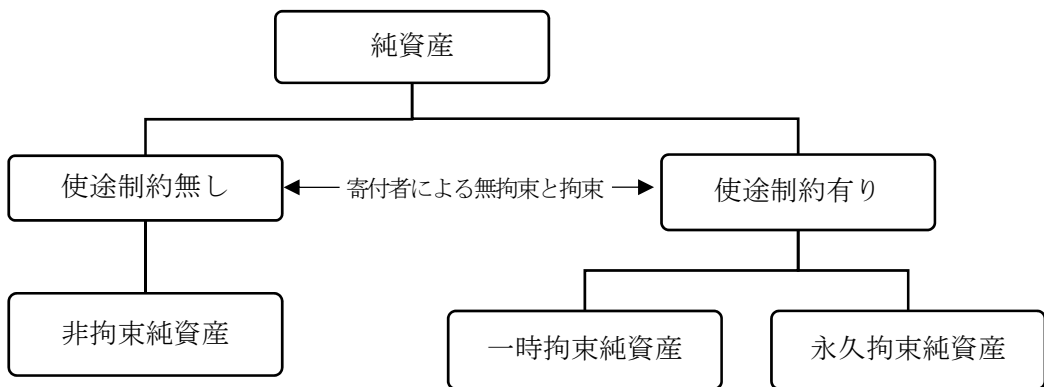 純資産
使途制約無し
寄付者による無拘束と拘束
使途制約有り
非拘束純資産
一時拘束純資産
永久拘束純資産